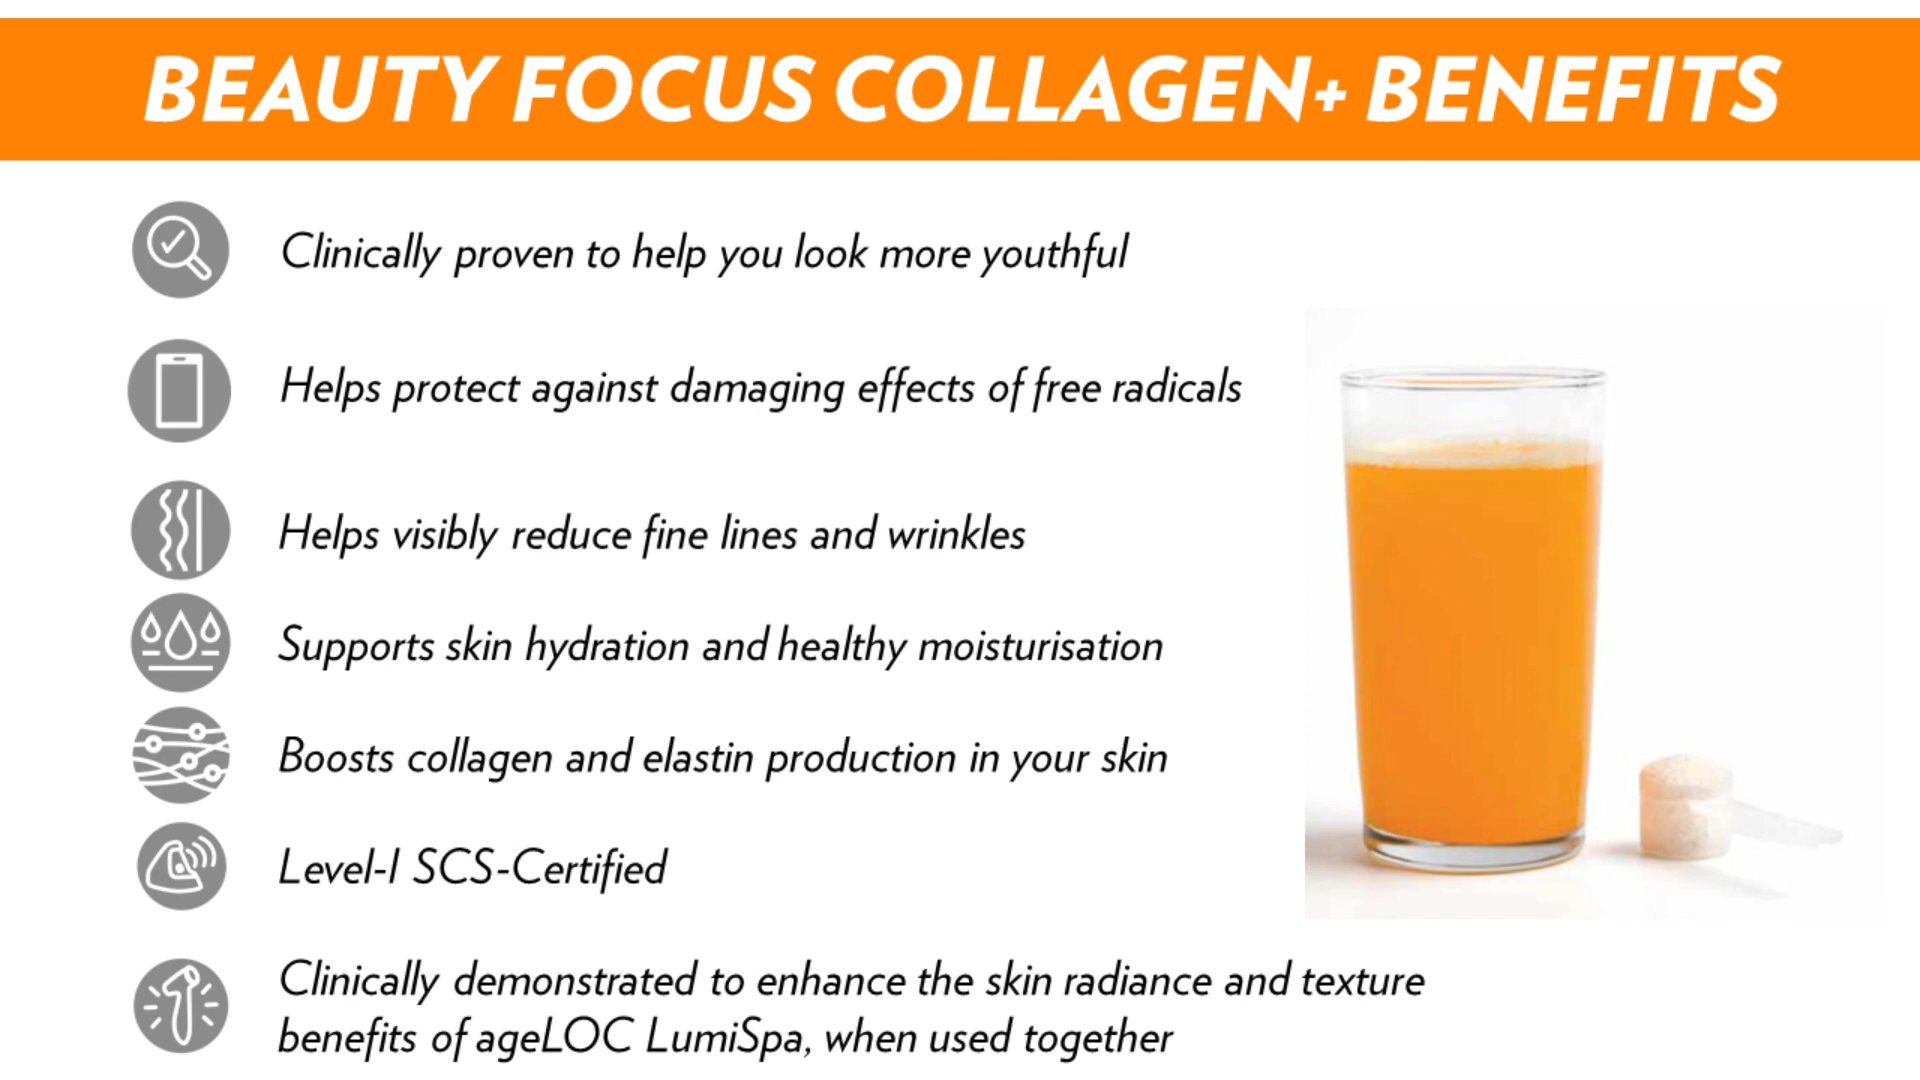 BEAUTY FOCUS COLLAGEN+ BENEFITS
Clinically proven to help you look more youthful
Helps protect against damaging effects of free radicals
Helps visibly reduce fine lines and wrinkles
Supports skin hydration and healthy moisturisation
Boosts collagen and elastin production in your skin
Level-I SCS-Certified
Clinically demonstrated to enhance the skin radiance and texture
benefits of ageLOC LumiSpa, when used together